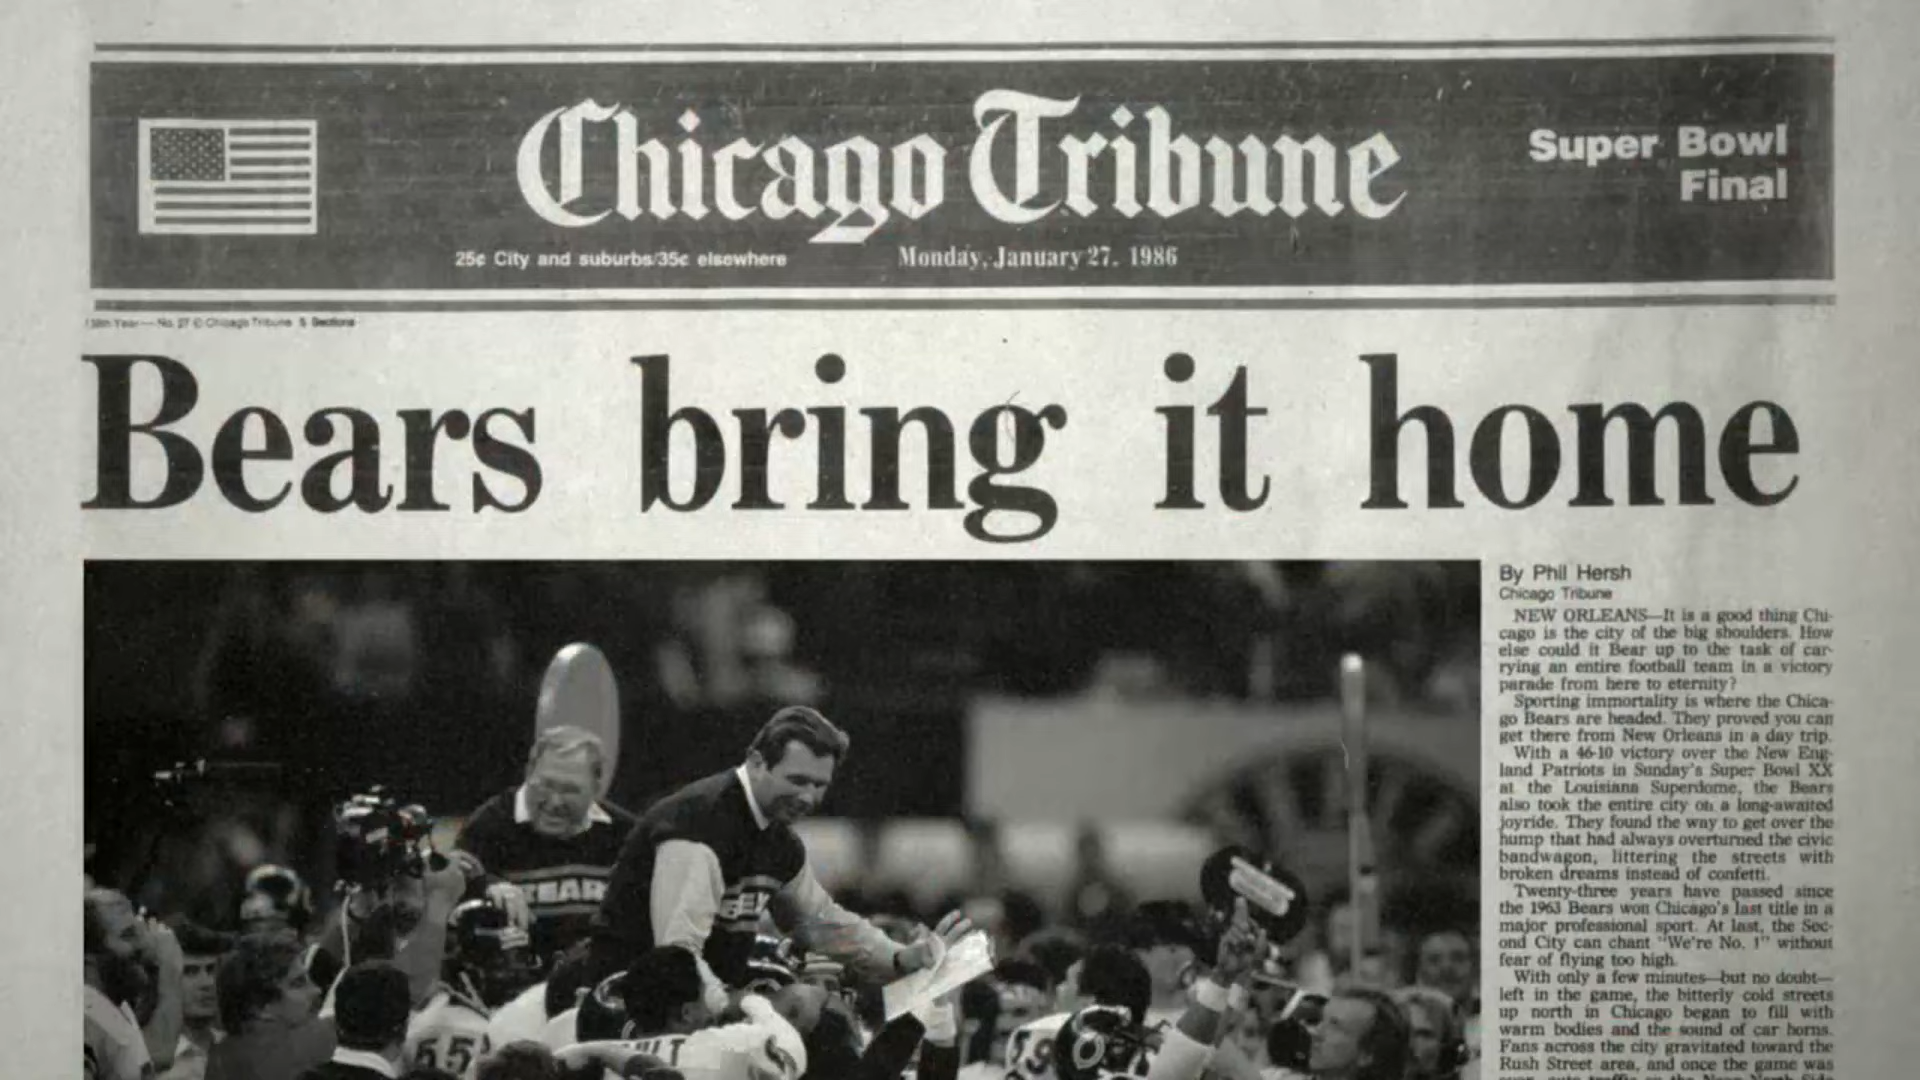 Chicago Tribune
Super Bowl
Final
25¢ City and suburbs/35¢ elsewhere
Monday, January 27, 1986
Year — No. 27 © Chicago Tribune 5 Sections
Bears bring it home
By Phil Hersh
Chicago Tribune
NEW ORLEANS—It is a good thing Chi-
cago is the city of the big shoulders. How
else could it Bear up to the task of car-
rying an entire football team in a victory
parade from here to eternity?
Sporting immortality is where the Chica-
go Bears are headed. They proved you can
get there from New Orleans in a day trip.
With a 46-10 victory over the New Eng-
land Patriots in Sunday's Super Bowl XX
at the Louisiana Superdome, the Bears
also took the entire city on a long-awaited
joyride. They found the way to get over the
hump that had always overturned the civic
bandwagon, littering the streets with
broken dreams instead of confetti.
Twenty-three years have passed since
the 1963 Bears won Chicago's last title in a
major professional sport. At last, the Sec-
ond City can chant "We're No. 1" without
fear of flying too high.
With only a few minutes—but no doubt—
left in the game, the bitterly cold streets
up north in Chicago began to fill with
warm bodies and the sound of car horns.
Fans across the city gravitated toward the
Rush Street area, and once the game was
BEAR
55
59